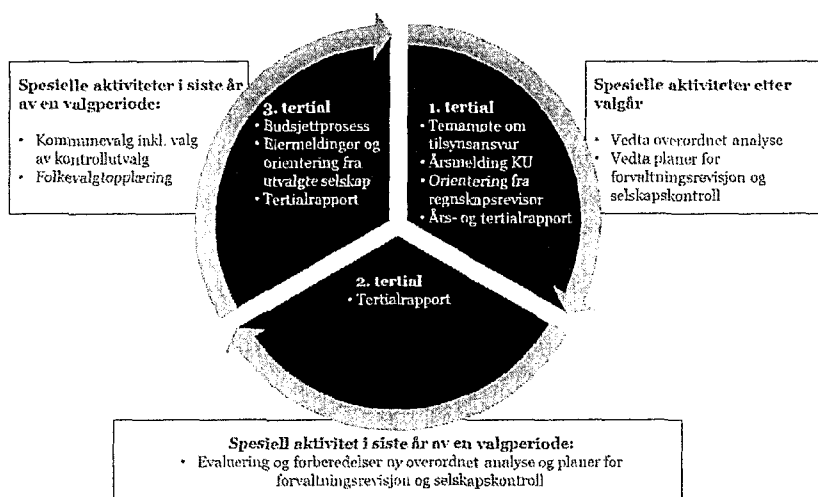 Spesielle aktiviteter i siste år
av en valgperiode:
• Kommunevalg inkl. valg
av kontrollutvalg
• Folkevalgtopplæring
3. tertial
• Budsjettprosess
• Eiermeldinger og
orientering fra
utvalgte selskap
• Tertialrapport
1. tertial
• Temamøte om
tilsynsansvar
• Årsmelding KU
• Orientering fra
regnskapsrevisor
• Års- og tertialrapport
Spesielle aktiviteter etter
valgår
• Vedta overordnet analyse
• Vedta planer for
forvaltningsrevisjon og
selskapskontroll
2. tertial
• Tertialrapport
Spesiell aktivitet i siste år av en valgperiode:
• Evaluering og forberedelser ny overordnet analyse og planer for
forvaltningsrevisjon og selskapskontroll